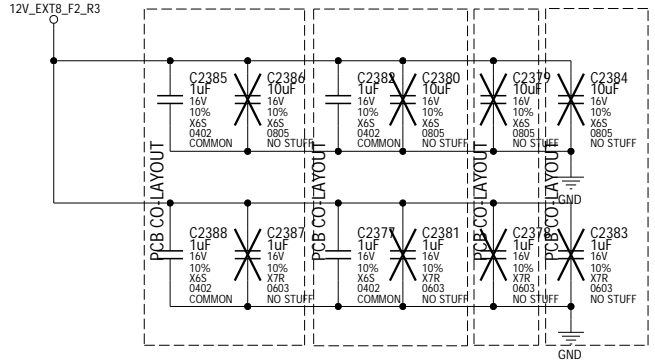 12V_EXT8_F2_R3
C2385
1uF
16V
10%
X6S
0402
COMMON
C2386
10uF
16V
10%
X6S
0805
NO STUFF
C2382
1uF
16V
10%
X6S
0402
COMMON
C2380
10uF
16V
10%
X6S
0805
NO STUFF
C2379
10uF
16V
10%
X6S
0805
NO STUFF
C2384
10uF
16V
10%
X6S
0805
NO STUFF
PCB CO-LAYOUT
PCB CO-LAYOUT
PCB CO-LAYOUT
PCB CO-LAYOUT
GND
C2388
1uF
16V
10%
X6S
0402
COMMON
C2387
1uF
16V
10%
X7R
0603
NO STUFF
C2377
1uF
16V
10%
X6S
0402
COMMON
C2381
1uF
16V
10%
X7R
0603
NO STUFF
C2378
1uF
16V
10%
X7R
0603
NO STUFF
C2383
1uF
16V
10%
X7R
0603
NO STUFF
GND